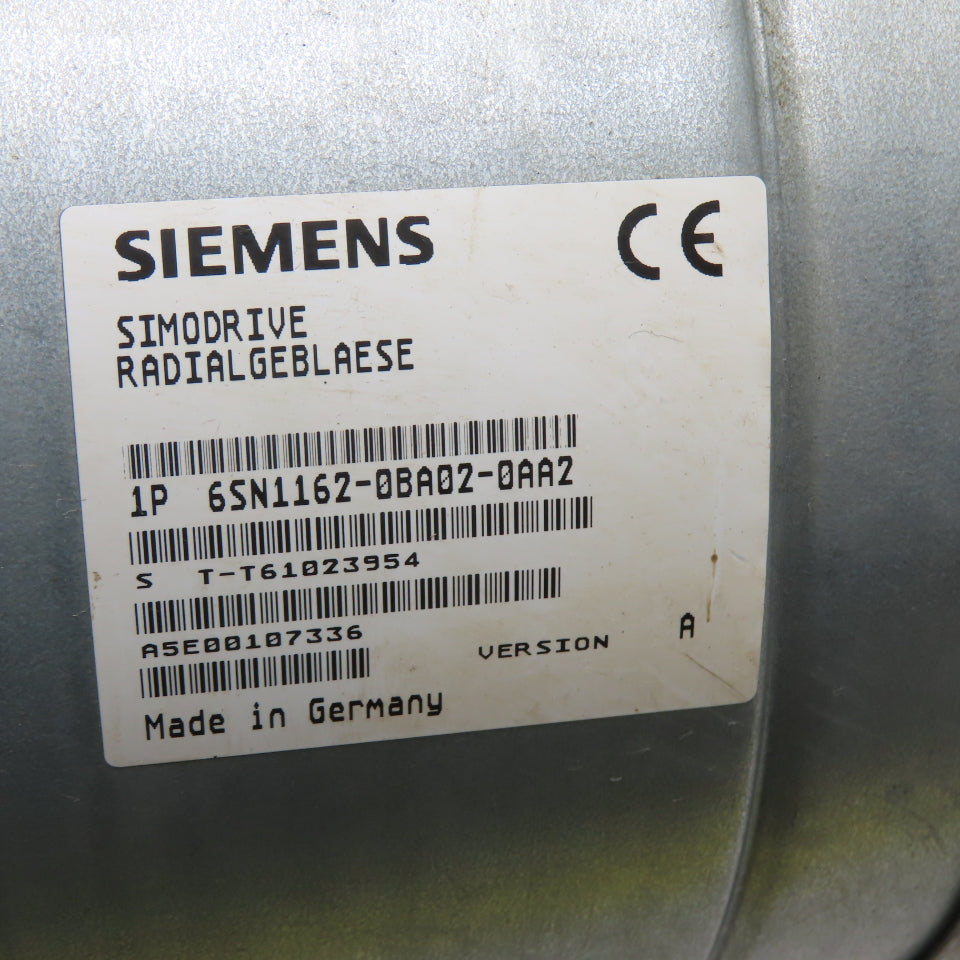 SIEMENS CE
SIMODRIVE
RADIALGEBLAESE
1P 6SN1162-0BA02-0AA2
S T-T61023954
A5E00107336
VERSION A
Made in Germany